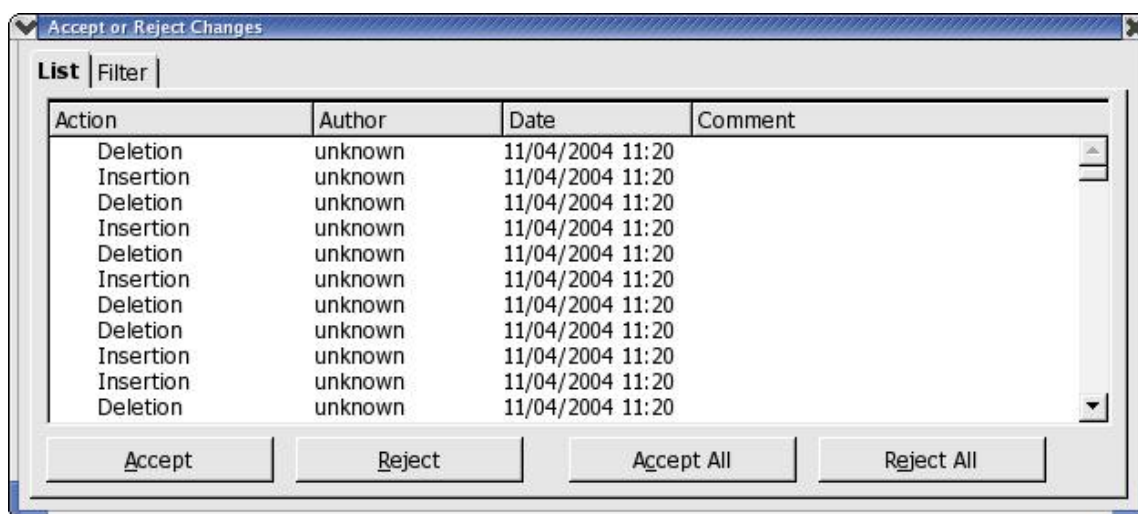 Accept or Reject Changes
List Filter
Action Author Date Comment
Deletion unknown 11/04/2004 11:20
Insertion unknown 11/04/2004 11:20
Deletion unknown 11/04/2004 11:20
Insertion unknown 11/04/2004 11:20
Deletion unknown 11/04/2004 11:20
Insertion unknown 11/04/2004 11:20
Deletion unknown 11/04/2004 11:20
Deletion unknown 11/04/2004 11:20
Insertion unknown 11/04/2004 11:20
Insertion unknown 11/04/2004 11:20
Deletion unknown 11/04/2004 11:20
Accept Reject Accept All Reject All